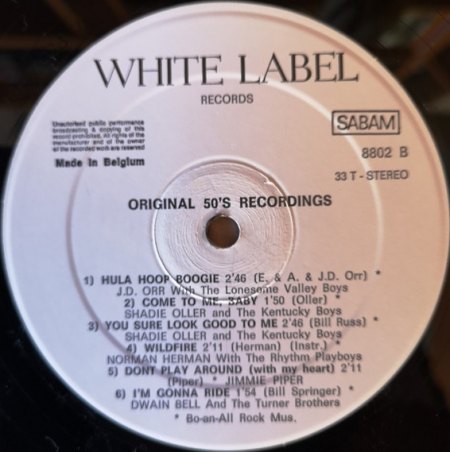 WHITE LABEL
RECORDS
Unauthorised public performance
broadcasting & copying of this
record prohibited. All rights of the
manufacturer and of the owner
of the recorded work are reserved
Made in Belgium
SABAM
8802 B
33 T - STEREO
ORIGINAL 50'S RECORDINGS
1) HULA HOOP BOOGIE 2'46 (E. & A. & J.D. Orr) *
J.D. ORR With The Lonesome Valley Boys
2) COME TO ME, BABY 1'50 (Oller) *
SHADIE OLLER and The Kentucky Boys
3) YOU SURE LOOK GOOD TO ME 2'46 (Bill Russ) *
SHADIE OLLER and The Kentucky Boys
4) WILDFIRE 2'11 (Herman) (Instr.) *
NORMAN HERMAN With The Rhythm Playboys
5) DONT PLAY AROUND (with my heart) 2'11
(Piper) * JIMMIE PIPER
6) I'M GONNA RIDE 1'54 (Bill Springer) *
DWAIN BELL And The Turner Brothers
* Bo-an-All Rock Mus.